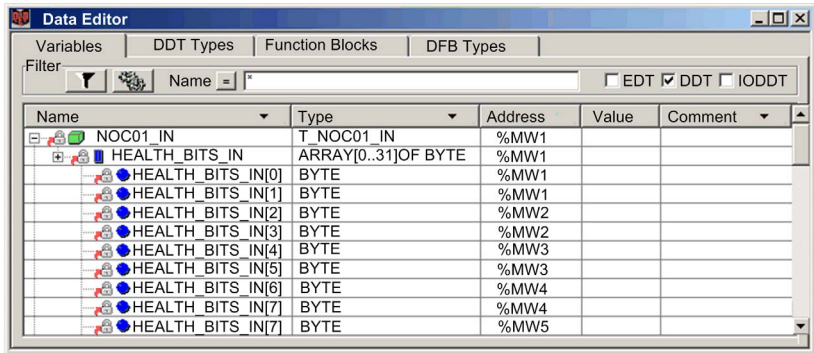 Data Editor
Variables DDT Types Function Blocks DFB Types
Filter
Name = * EDT DDT IODDT
Name Type Address Value Comment
NOC01_IN T_NOC01_IN %MW1
HEALTH_BITS_IN ARRAY[0..31]OF BYTE %MW1
HEALTH_BITS_IN[0] BYTE %MW1
HEALTH_BITS_IN[1] BYTE %MW1
HEALTH_BITS_IN[2] BYTE %MW2
HEALTH_BITS_IN[3] BYTE %MW2
HEALTH_BITS_IN[4] BYTE %MW3
HEALTH_BITS_IN[5] BYTE %MW3
HEALTH_BITS_IN[6] BYTE %MW4
HEALTH_BITS_IN[7] BYTE %MW4
HEALTH_BITS_IN[7] BYTE %MW5